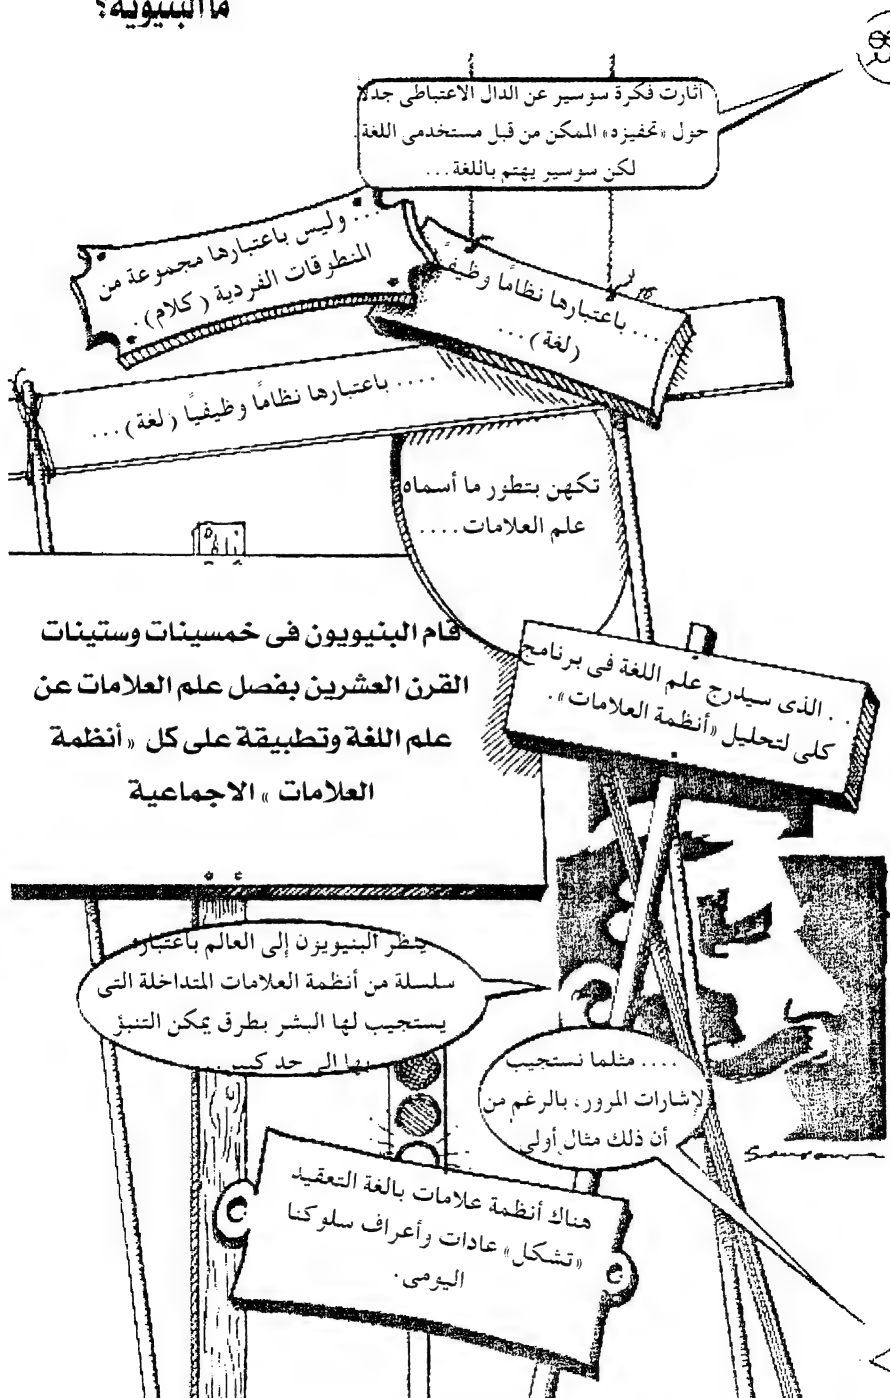 ما البنيوية؟
أثارت فكرة سوسير عن الدال الاعتباطى جدلاً
حول «تحفيزه» الممكن من قبل مستخدمى اللغة.
لكن سوسير يهتم باللغة...
.... باعتبارها نظامًا وظيفيًا
(لغة)...
... وليس باعتبارها مجموعة من
المنطوقات الفردية (كلام).
.... باعتبارها نظامًا وظيفيًا (لغة)...
تكهن بتطور ما أسماه
علم العلامات....
.. الذى سيدرج علم اللغة فى برنامج
كلى لتحليل «أنظمة العلامات».
قام البنيويون فى خمسينات وستينات
القرن العشرين بفصل علم العلامات عن
علم اللغة وتطبيقة على كل «أنظمة
العلامات» الاجماعية
ينظر البنيويون إلى العالم باعتباره
سلسلة من أنظمة العلامات المتداخلة التى
يستجيب لها البشر بطرق يمكن التنبؤ
بها إلى حد كبير..
.... مثلما نستجيب
لإشارات المرور، بالرغم من
أن ذلك مثال أولى
هناك أنظمة علامات بالغة التعقيد
«تشكل» عادات وأعراف سلوكنا
اليومى.